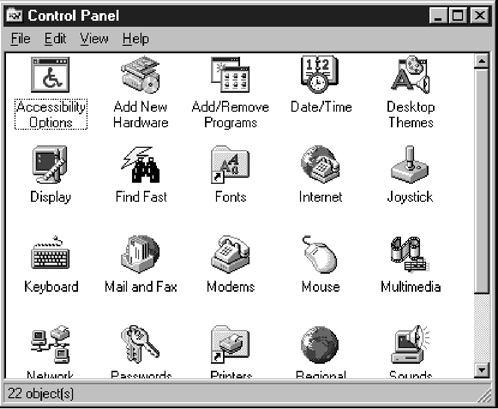 Control Panel
File Edit View Help
Accessibility Options
Add New Hardware
Add/Remove Programs
Date/Time
Desktop Themes
Display
Find Fast
Fonts
Internet
Joystick
Keyboard
Mail and Fax
Modems
Mouse
Multimedia
Network
Passwords
Printers
Regional
Sounds
22 object(s)